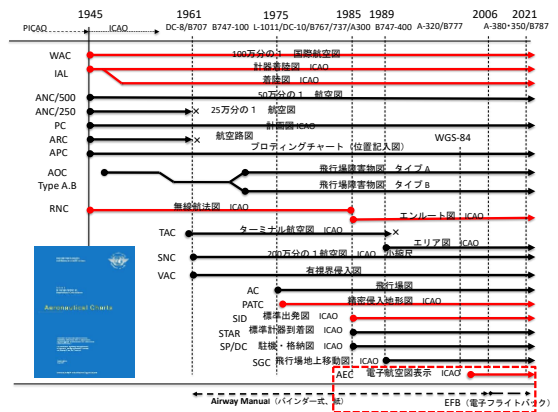 1945 1961 1975 1985 1989 2006 2021
PICAO ICAO DC-8/B707 B747-100 L-1011/DC-10/B767/737/A300 B747-400 A-320/B777 A-380+350/B787
WAC 100万分の1 国際航空図
IAL 計器着陸図 ICAO
着陸図 ICAO
ANC/500 50万分の1 航空図
ANC/250 × 25万分の1 航空図
PC 計画図 ICAO
ARC × 航空路図
WGS-84
APC プロティングチャート（位置記入図）
AOC 飛行場障害物図 タイプA
Type A.B 飛行場障害物図 タイプB
RNC 無線航法図 ICAO
エンルート図 ICAO
TAC ターミナル航空図 ICAO ×
エリア図 ICAO
SNC 200万分の1航空図 ICAO 小縮尺
VAC 有視界侵入図
AC 飛行場図
Aeronautical Charts
PATC 精密侵入地形図 ICAO
SID 標準出発図 ICAO
STAR 標準計器到着図 ICAO
SP/DC 駐機・格納図 ICAO
SGC 飛行場地上移動図 ICAO
AEC 電子航空図表示 ICAO
Airway Manual（バインダー式、紙）
EFB（電子フライトバック）